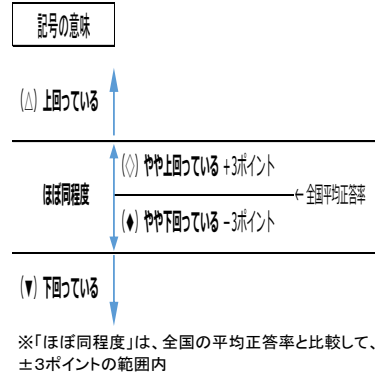 記号の意味
(△) 上回っている
(◇) やや上回っている +3ポイント
ほぼ同程度
← 全国平均正答率
(♦) やや下回っている −3ポイント
(▼) 下回っている
※「ほぼ同程度」は、全国の平均正答率と比較して、
±3ポイントの範囲内